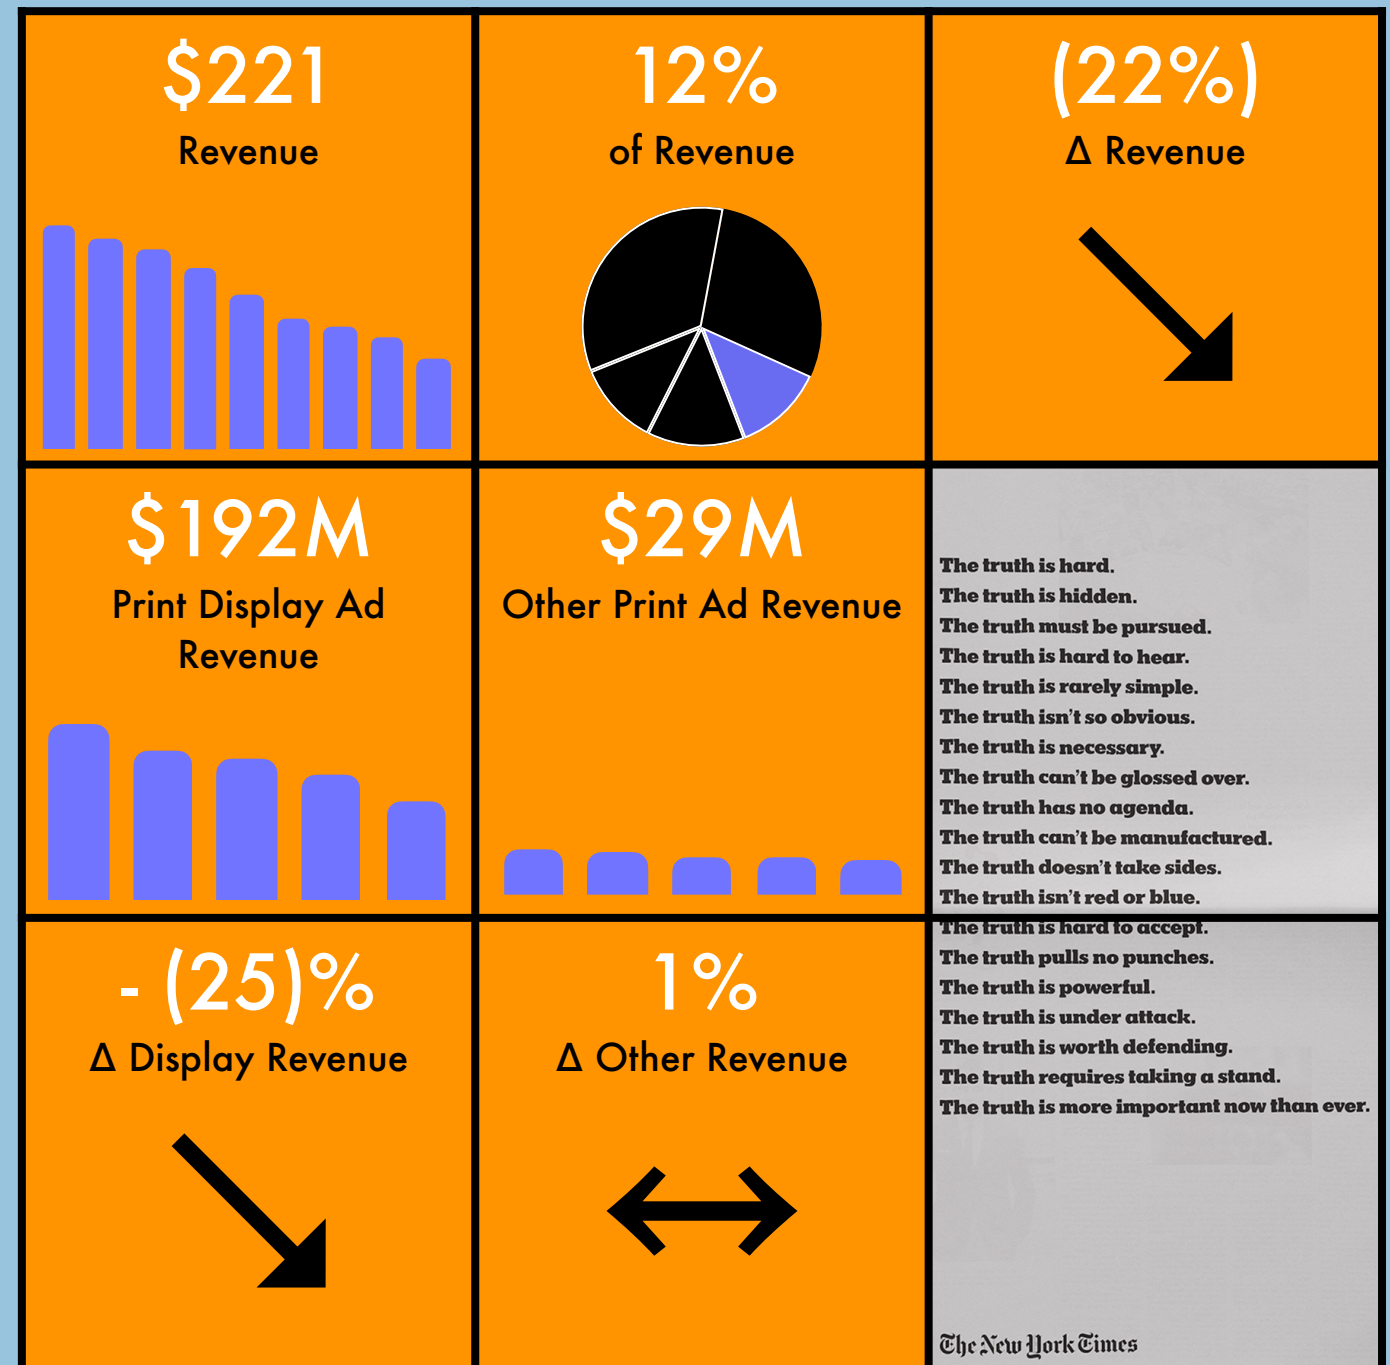 $221
Revenue
12%
of Revenue
(22%)
Δ Revenue
$192M
Print Display Ad
Revenue
$29M
Other Print Ad Revenue
The truth is hard.
The truth is hidden.
The truth must be pursued.
The truth is hard to hear.
The truth is rarely simple.
The truth isn't so obvious.
The truth is necessary.
The truth can't be glossed over.
The truth has no agenda.
The truth can't be manufactured.
The truth doesn't take sides.
The truth isn't red or blue.
The truth is hard to accept.
The truth pulls no punches.
The truth is powerful.
The truth is under attack.
The truth is worth defending.
The truth requires taking a stand.
The truth is more important now than ever.
The New York Times
- (25)%
Δ Display Revenue
1%
Δ Other Revenue